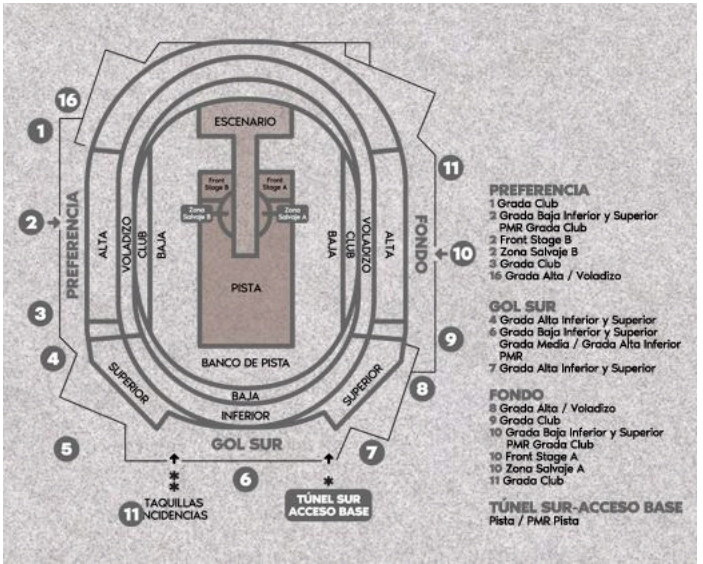 16
1
2
3
4
5
6
7
8
9
10
11
ESCENARIO
Front
Stage B
Front
Stage A
Zona
Salvaje B
Zona
Salvaje A
PREFERENCIA
ALTA
VOLADIZO
CLUB
BAJA
BAJA
CLUB
VOLADIZO
ALTA
FONDO
PISTA
BANCO DE PISTA
SUPERIOR
BAJA
INFERIOR
SUPERIOR
GOL SUR
**
TAQUILLAS
11 NCIDENCIAS
*
TÚNEL SUR
ACCESO BASE
PREFERENCIA
1 Grada Club
2 Grada Baja Inferior y Superior
PMR Grada Club
2 Front Stage B
2 Zona Salvaje B
3 Grada Club
16 Grada Alta / Voladizo
GOL SUR
4 Grada Alta Inferior y Superior
6 Grada Baja Inferior y Superior
Grada Media / Grada Alta Inferior
PMR
7 Grada Alta Inferior y Superior
FONDO
8 Grada Alta / Voladizo
9 Grada Club
10 Grada Baja Inferior y Superior
PMR Grada Club
10 Front Stage A
10 Zona Salvaje A
11 Grada Club
TÚNEL SUR-ACCESO BASE
Pista / PMR Pista